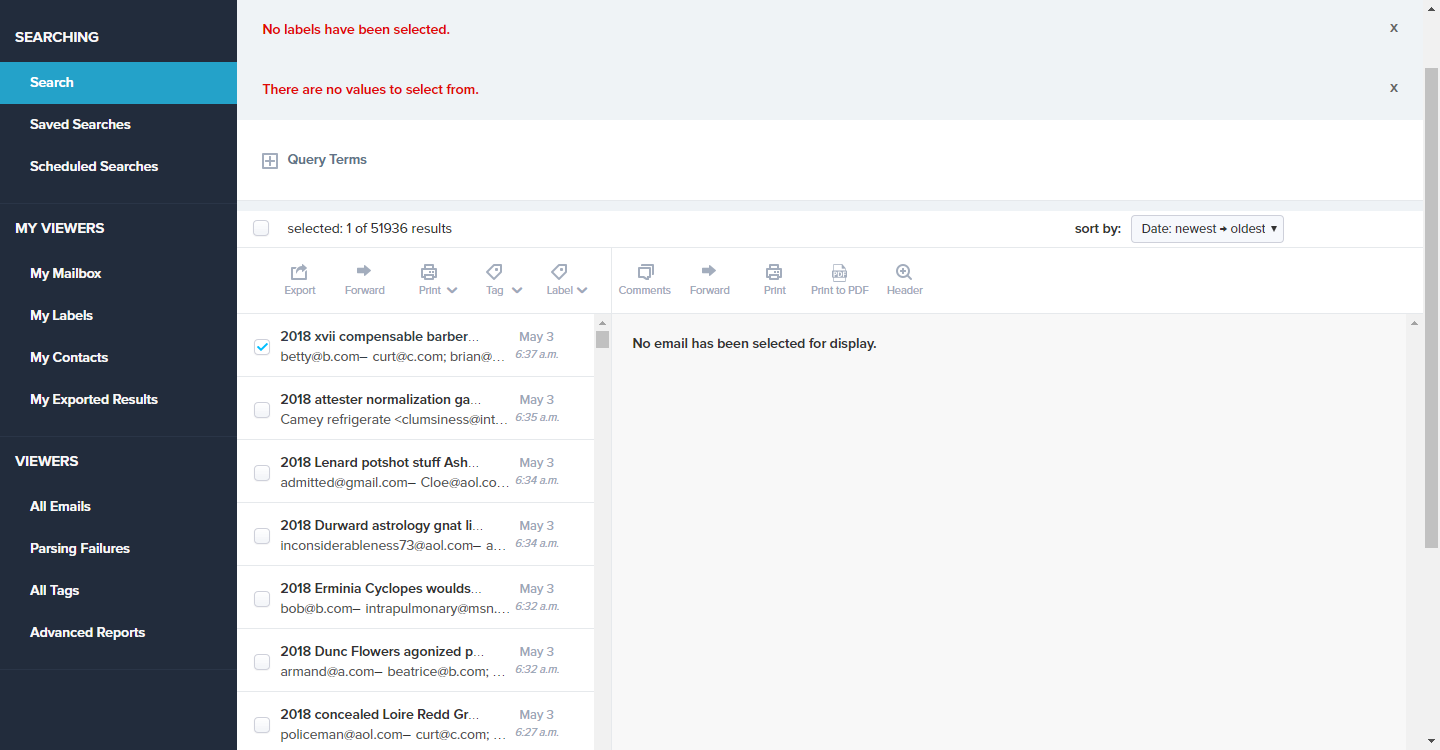 SEARCHING
Search
Saved Searches
Scheduled Searches
MY VIEWERS
My Mailbox
My Labels
My Contacts
My Exported Results
VIEWERS
All Emails
Parsing Failures
All Tags
Advanced Reports
No labels have been selected. x
There are no values to select from. x
Query Terms
selected: 1 of 51936 results
sort by: Date: newest → oldest
Export Forward Print Tag Label
Comments Forward Print Print to PDF Header
2018 xvii compensable barber… May 3
betty@b.com– curt@c.com; brian@… 6:37 a.m.
2018 attester normalization ga… May 3
Camey refrigerate <clumsiness@int… 6:35 a.m.
2018 Lenard potshot stuff Ash… May 3
admitted@gmail.com– Cloe@aol.co… 6:34 a.m.
2018 Durward astrology gnat li… May 3
inconsiderableness73@aol.com– a… 6:34 a.m.
2018 Erminia Cyclopes woulds… May 3
bob@b.com– intrapulmonary@msn.… 6:32 a.m.
2018 Dunc Flowers agonized p… May 3
armand@a.com– beatrice@b.com; … 6:32 a.m.
2018 concealed Loire Redd Gr… May 3
policeman@aol.com– curt@c.com; … 6:27 a.m.
No email has been selected for display.